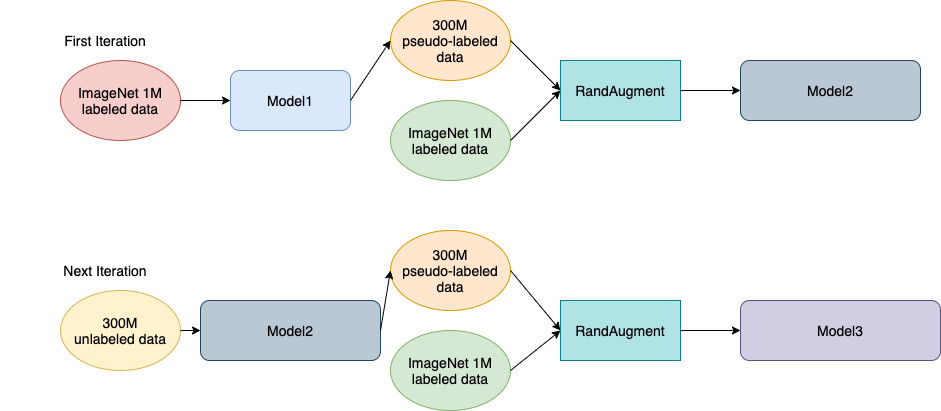 First Iteration
ImageNet 1M
labeled data
Model1
300M
pseudo-labeled
data
ImageNet 1M
labeled data
RandAugment
Model2
Next Iteration
300M
unlabeled data
Model2
300M
pseudo-labeled
data
ImageNet 1M
labeled data
RandAugment
Model3